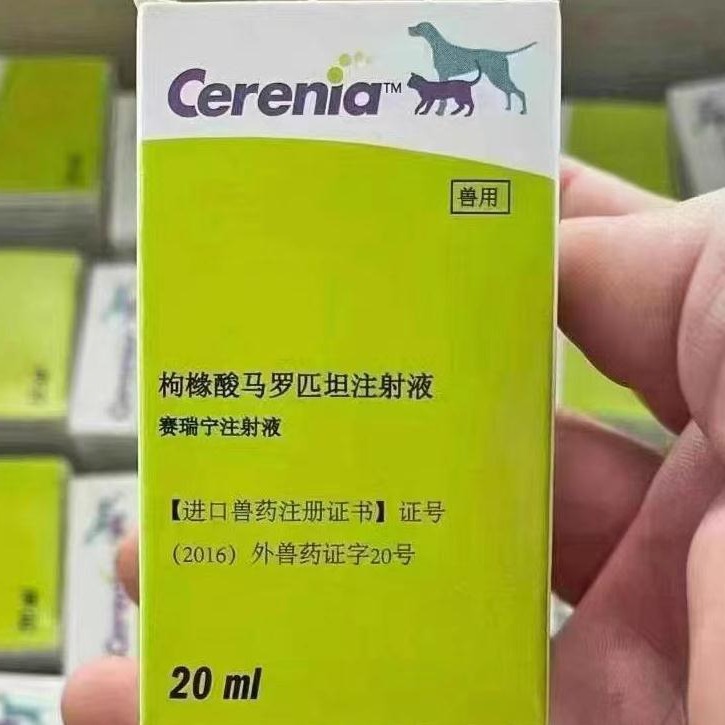 Cerenia™
兽用
枸橼酸马罗匹坦注射液
赛瑞宁注射液
【进口兽药注册证书】证号
（2016）外兽药证字20号
20 ml